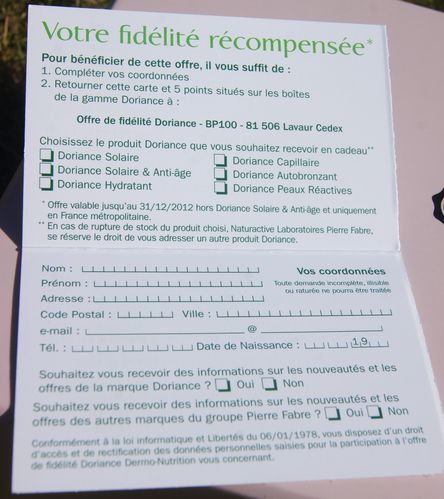 Votre fidélité récompensée*
Pour bénéficier de cette offre, il vous suffit de :
1. Compléter vos coordonnées
2. Retourner cette carte et 5 points situés sur les boîtes
de la gamme Doriance à :
Offre de fidélité Doriance - BP100 - 81 506 Lavaur Cedex
Choisissez le produit Doriance que vous souhaitez recevoir en cadeau**
Doriance Solaire
Doriance Solaire & Anti-âge
Doriance Hydratant
Doriance Capillaire
Doriance Autobronzant
Doriance Peaux Réactives
* Offre valable jusqu'au 31/12/2012 hors Doriance Solaire & Anti-âge et uniquement
en France métropolitaine.
** En cas de rupture de stock du produit choisi, Naturactive Laboratoires Pierre Fabre,
se réserve le droit de vous adresser un autre produit Doriance.
Vos coordonnées
Toute demande incomplète, illisible
ou raturée ne pourra être traitée
Nom :
Prénom :
Adresse :
Code Postal : Ville :
e-mail : @
Tél. : Date de Naissance : 1,9
Souhaitez vous recevoir des informations sur les nouveautés et les
offres de la marque Doriance ? Oui Non
Souhaitez vous recevoir des informations sur les nouveautés et les
offres des autres marques du groupe Pierre Fabre ? Oui Non
Conformément à la loi informatique et Libertés du 06/01/1978, vous disposez d'un droit
d'accès et de rectification des données personnelles saisies pour la participation à l'offre
de fidélité Doriance Dermo-Nutrition vous concernant.